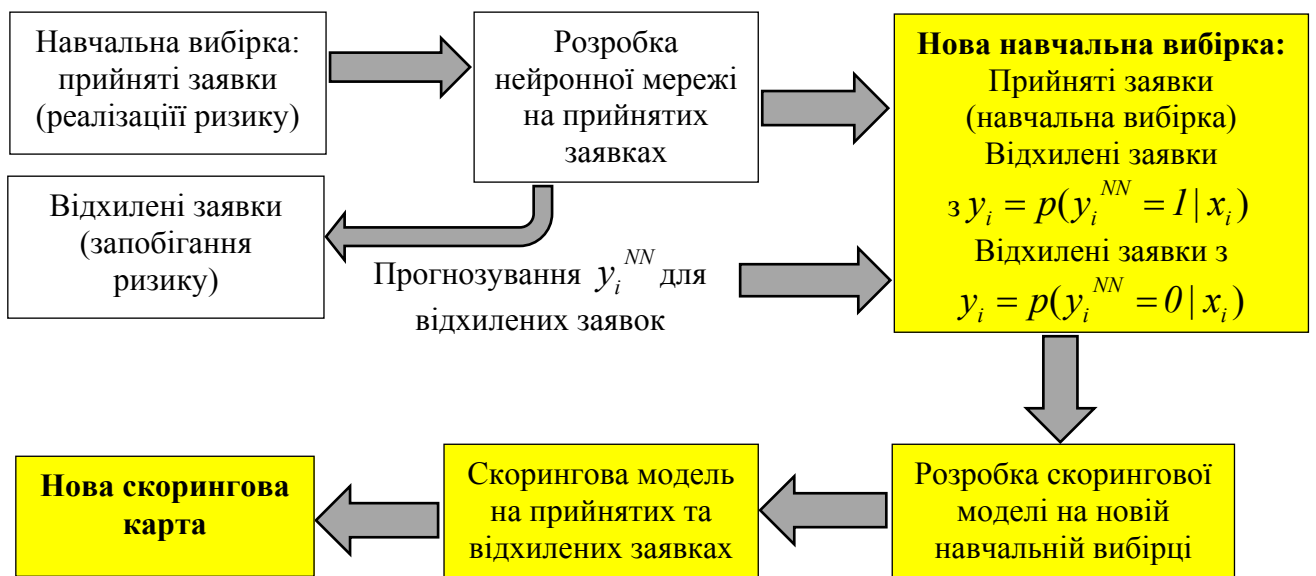 Навчальна вибірка:
прийняті заявки
(реалізаціїї ризику)
Розробка
нейронної мережі
на прийнятих
заявках
Нова навчальна вибірка:
Прийняті заявки
(навчальна вибірка)
Відхилені заявки
з y_i = p(y_i^{NN} = 1 | x_i)
Відхилені заявки з
y_i = p(y_i^{NN} = 0 | x_i)
Відхилені заявки
(запобігання
ризику)
Прогнозування y_i^{NN} для
відхилених заявок
Розробка скорингової
моделі на новій
навчальній вибірці
Скорингова модель
на прийнятих та
відхилених заявках
Нова скорингова
карта